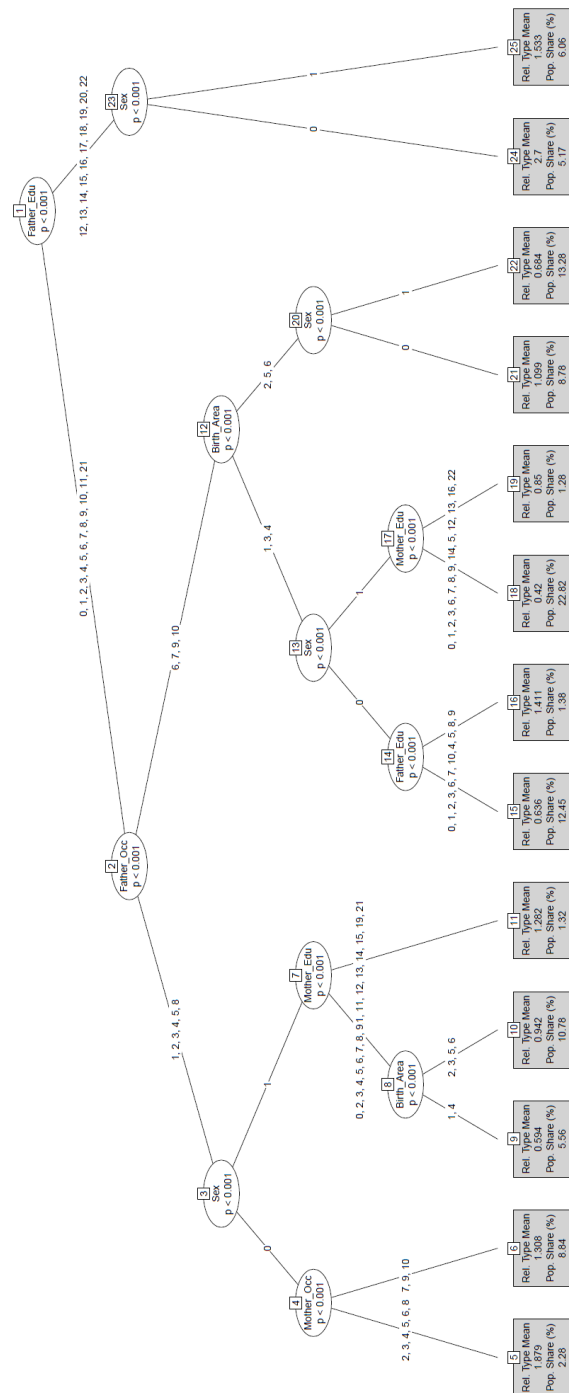 1
Father_Edu
p < 0.001
0, 1, 2, 3, 4, 5, 6, 7, 8, 9, 10, 11, 21
12, 13, 14, 15, 16, 17, 18, 19, 20, 22
2
Father_Occ
p < 0.001
23
Sex
p < 0.001
1, 2, 3, 4, 5, 8
6, 7, 9, 10
0
1
3
Sex
p < 0.001
12
Birth_Area
p < 0.001
0
1
1, 3, 4
2, 5, 6
4
Mother_Occ
p < 0.001
7
Mother_Edu
p < 0.001
13
Sex
p < 0.001
20
Sex
p < 0.001
2, 3, 4, 5, 6, 8
7, 9, 10
0, 2, 3, 4, 5, 6, 7, 8, 91, 11, 12, 13, 14, 15, 19, 21
0
1
0
1
8
Birth_Area
p < 0.001
14
Father_Edu
p < 0.001
17
Mother_Edu
p < 0.001
1, 4
2, 3, 5, 6
0, 1, 2, 3, 6, 7, 10, 4, 5, 8, 9
0, 1, 2, 3, 6, 7, 8, 9, 14, 5, 12, 13, 16, 22
5
Rel. Type Mean
1.879
Pop. Share (%)
2.28
6
Rel. Type Mean
1.308
Pop. Share (%)
8.84
9
Rel. Type Mean
0.594
Pop. Share (%)
5.56
10
Rel. Type Mean
0.942
Pop. Share (%)
10.78
11
Rel. Type Mean
1.282
Pop. Share (%)
1.32
15
Rel. Type Mean
0.636
Pop. Share (%)
12.45
16
Rel. Type Mean
1.411
Pop. Share (%)
1.38
18
Rel. Type Mean
0.42
Pop. Share (%)
22.82
19
Rel. Type Mean
0.85
Pop. Share (%)
1.28
21
Rel. Type Mean
1.099
Pop. Share (%)
8.78
22
Rel. Type Mean
0.684
Pop. Share (%)
13.28
24
Rel. Type Mean
2.7
Pop. Share (%)
5.17
25
Rel. Type Mean
1.533
Pop. Share (%)
6.06